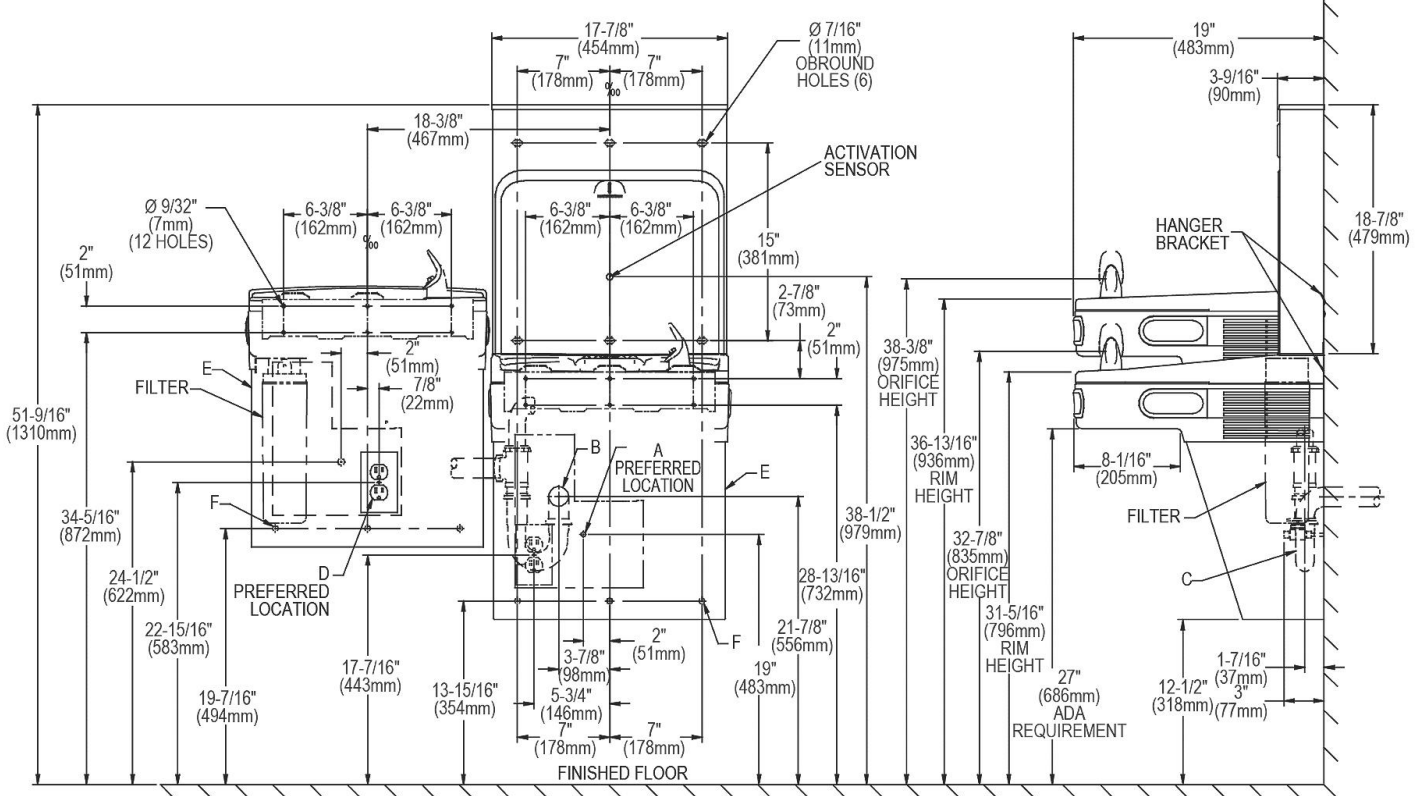 17-7/8"
(454mm)
7"
(178mm)
7"
(178mm)
%
Ø 7/16"
(11mm)
OBROUND
HOLES (6)
19"
(483mm)
3-9/16"
(90mm)
18-3/8"
(467mm)
ACTIVATION
SENSOR
Ø 9/32"
(7mm)
(12 HOLES)
6-3/8"
(162mm)
6-3/8"
(162mm)
%
6-3/8"
(162mm)
6-3/8"
(162mm)
2"
(51mm)
15"
(381mm)
HANGER
BRACKET
18-7/8"
(479mm)
2-7/8"
(73mm)
2"
(51mm)
2"
(51mm)
7/8"
(22mm)
E
FILTER
51-9/16"
(1310mm)
38-3/8"
(975mm)
ORIFICE
HEIGHT
36-13/16"
(936mm)
RIM
HEIGHT
B
A
PREFERRED
LOCATION
E
8-1/16"
(205mm)
34-5/16"
(872mm)
F
38-1/2"
(979mm)
FILTER
32-7/8"
(835mm)
ORIFICE
HEIGHT
24-1/2"
(622mm)
D
PREFERRED
LOCATION
28-13/16"
(732mm)
C
31-5/16"
(796mm)
RIM
HEIGHT
22-15/16"
(583mm)
21-7/8"
(556mm)
F
2"
(51mm)
3-7/8"
(98mm)
17-7/16"
(443mm)
19"
(483mm)
1-7/16"
(37mm)
19-7/16"
(494mm)
13-15/16"
(354mm)
5-3/4"
(146mm)
27"
(686mm)
ADA
REQUIREMENT
12-1/2"
(318mm)
3"
(77mm)
7"
(178mm)
7"
(178mm)
FINISHED FLOOR